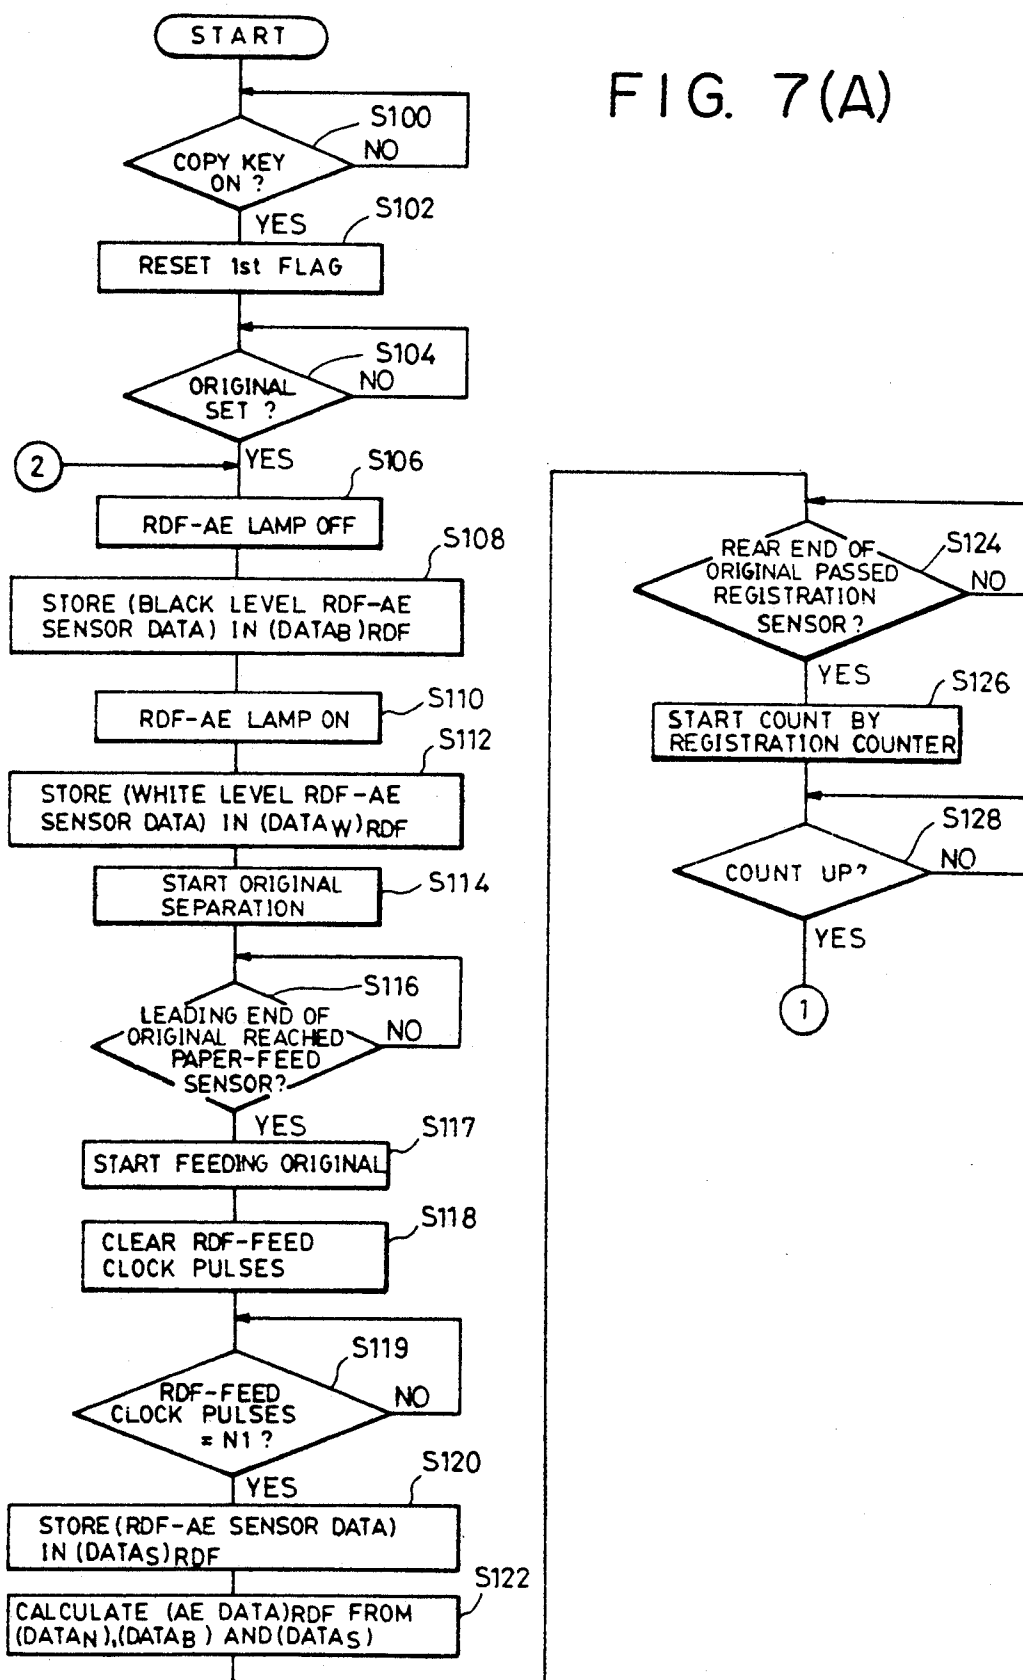 START
FIG. 7(A)
S100
COPY KEY
ON ?
NO
YES
S102
RESET 1st FLAG
S104
ORIGINAL
SET ?
NO
YES
2
S106
RDF-AE LAMP OFF
S108
STORE (BLACK LEVEL RDF-AE
SENSOR DATA) IN (DATAB)RDF
S110
RDF-AE LAMP ON
S112
STORE (WHITE LEVEL RDF-AE
SENSOR DATA) IN (DATAW)RDF
S114
START ORIGINAL
SEPARATION
S116
LEADING END OF
ORIGINAL REACHED
PAPER-FEED
SENSOR?
NO
YES
S117
START FEEDING ORIGINAL
S118
CLEAR RDF-FEED
CLOCK PULSES
S119
RDF-FEED
CLOCK PULSES
= N1 ?
NO
YES
S120
STORE (RDF-AE SENSOR DATA)
IN (DATAS)RDF
S122
CALCULATE (AE DATA)RDF FROM
(DATAN),(DATAB) AND (DATAS)
S124
REAR END OF
ORIGINAL PASSED
REGISTRATION
SENSOR?
NO
YES
S126
START COUNT BY
REGISTRATION COUNTER
S128
COUNT UP?
NO
YES
1